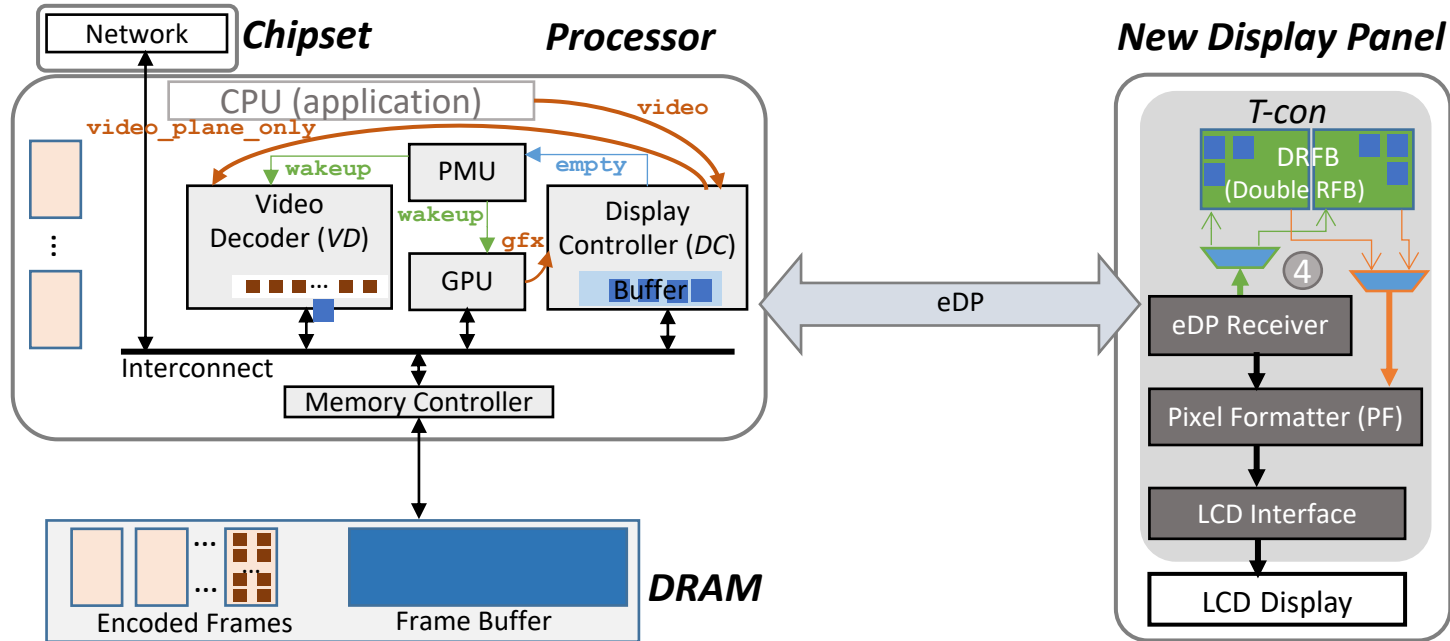 Network
Chipset
Processor
New Display Panel
CPU (application)
video
video_plane_only
T-con
DRFB
(Double RFB)
wakeup
PMU
empty
Video
Decoder (VD)
...
wakeup
gfx
GPU
Display
Controller (DC)
Buffer
...
4
eDP
eDP Receiver
Interconnect
Memory Controller
Pixel Formatter (PF)
LCD Interface
...
...
Encoded Frames
Frame Buffer
DRAM
LCD Display